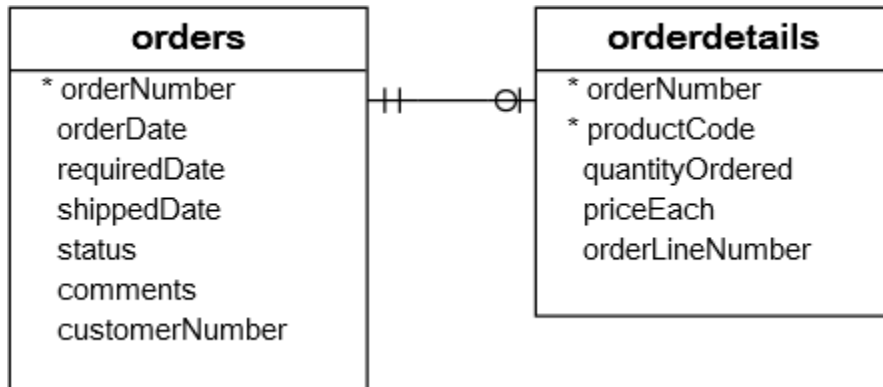 orders
* orderNumber
orderDate
requiredDate
shippedDate
status
comments
customerNumber
orderdetails
* orderNumber
* productCode
quantityOrdered
priceEach
orderLineNumber